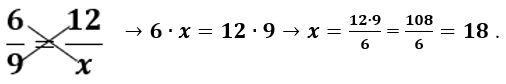 6/9 = 12/x → 6 · x = 12 · 9 → x = 12·9/6 = 108/6 = 18 .